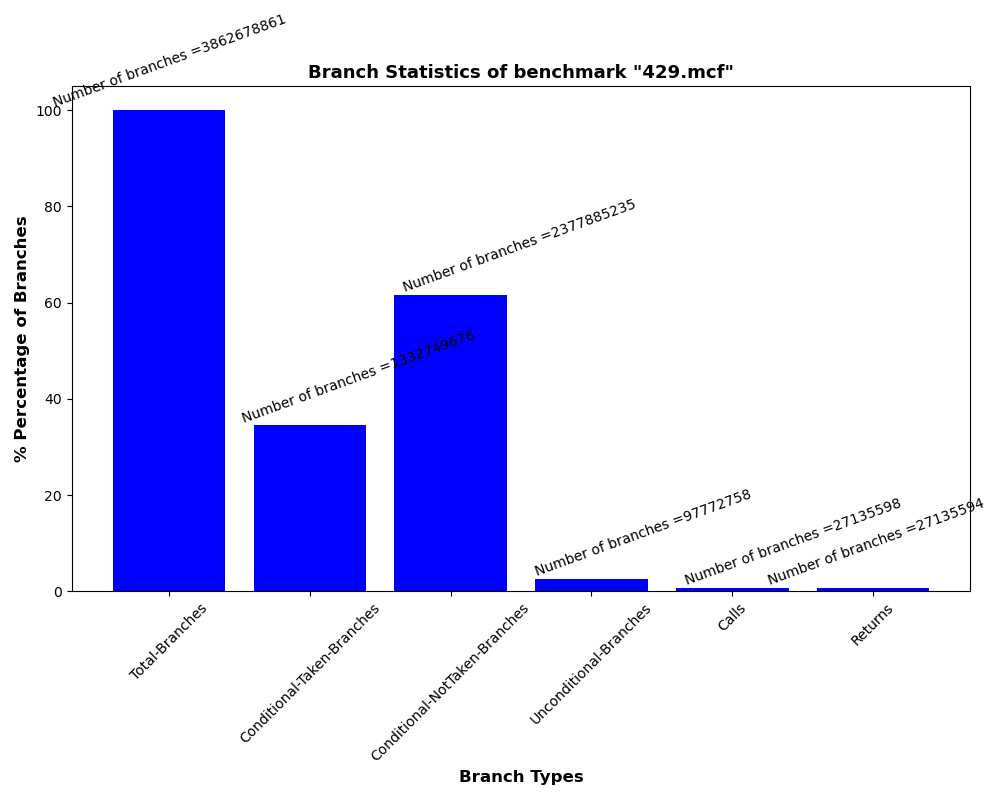 Number of branches =3862678861
Branch Statistics of benchmark "429.mcf"
% Percentage of Branches
100
80
60
40
20
0
Number of branches =1332749676
Number of branches =2377885235
Number of branches =97772758
Number of branches =27135598
Number of branches =27135594
Total-Branches
Conditional-Taken-Branches
Conditional-NotTaken-Branches
Unconditional-Branches
Calls
Returns
Branch Types